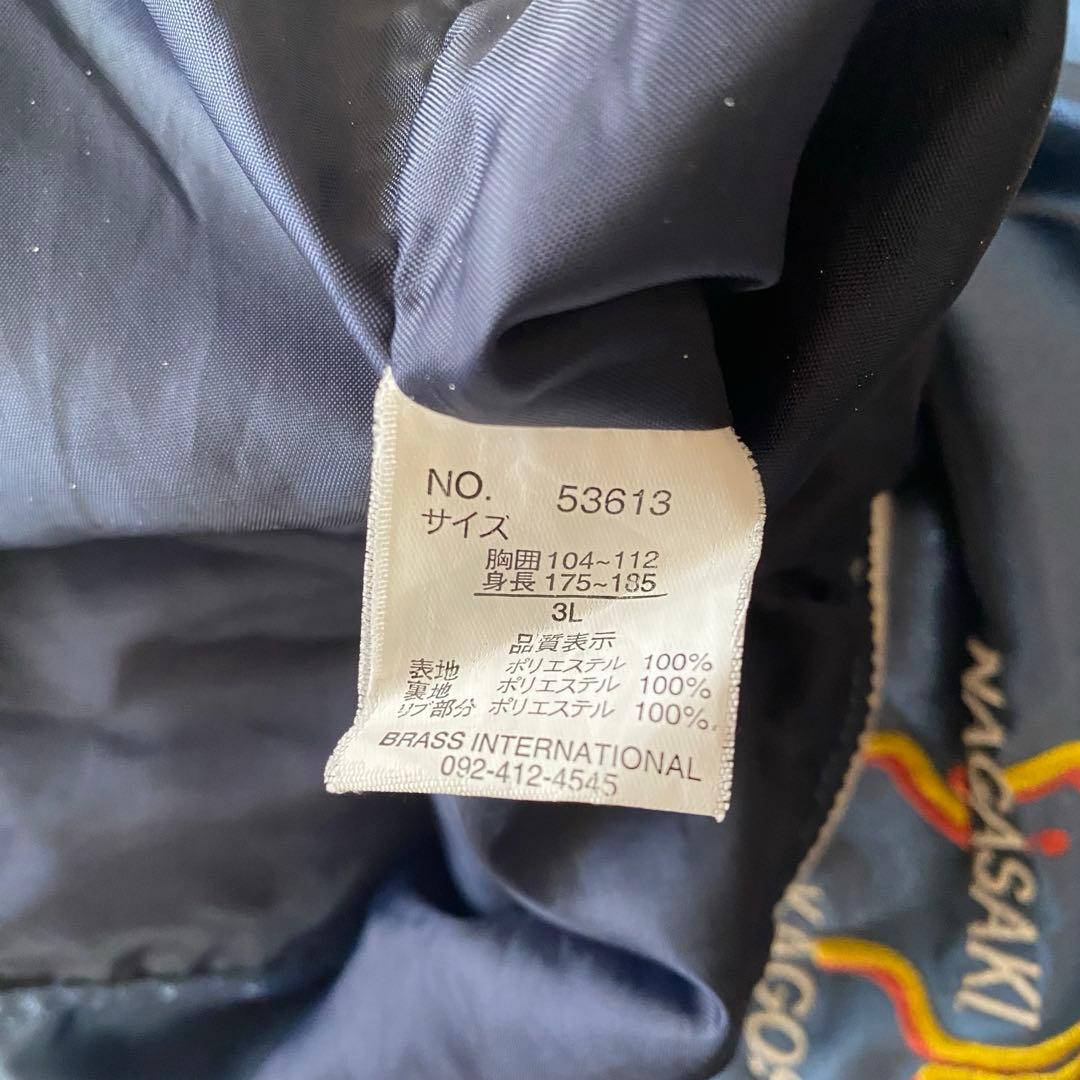 NO. 53613
サイズ
胸囲 104~112
身長 175~185
3L
品質表示
表地 ポリエステル 100%
裏地 ポリエステル 100%
リブ部分 ポリエステル 100%
BRASS INTERNATIONAL
092-412-4545
NAGASAKI